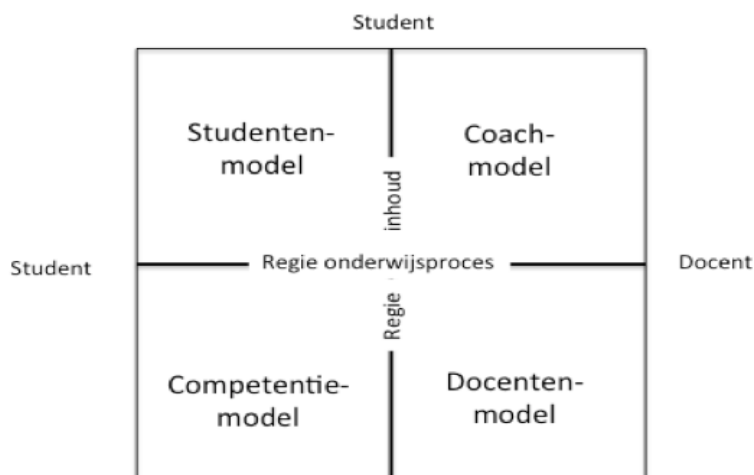 Student
Studenten-
model
Coach-
model
inhoud
Student
Regie onderwijsproces
Docent
Regie
Competentie-
model
Docenten-
model